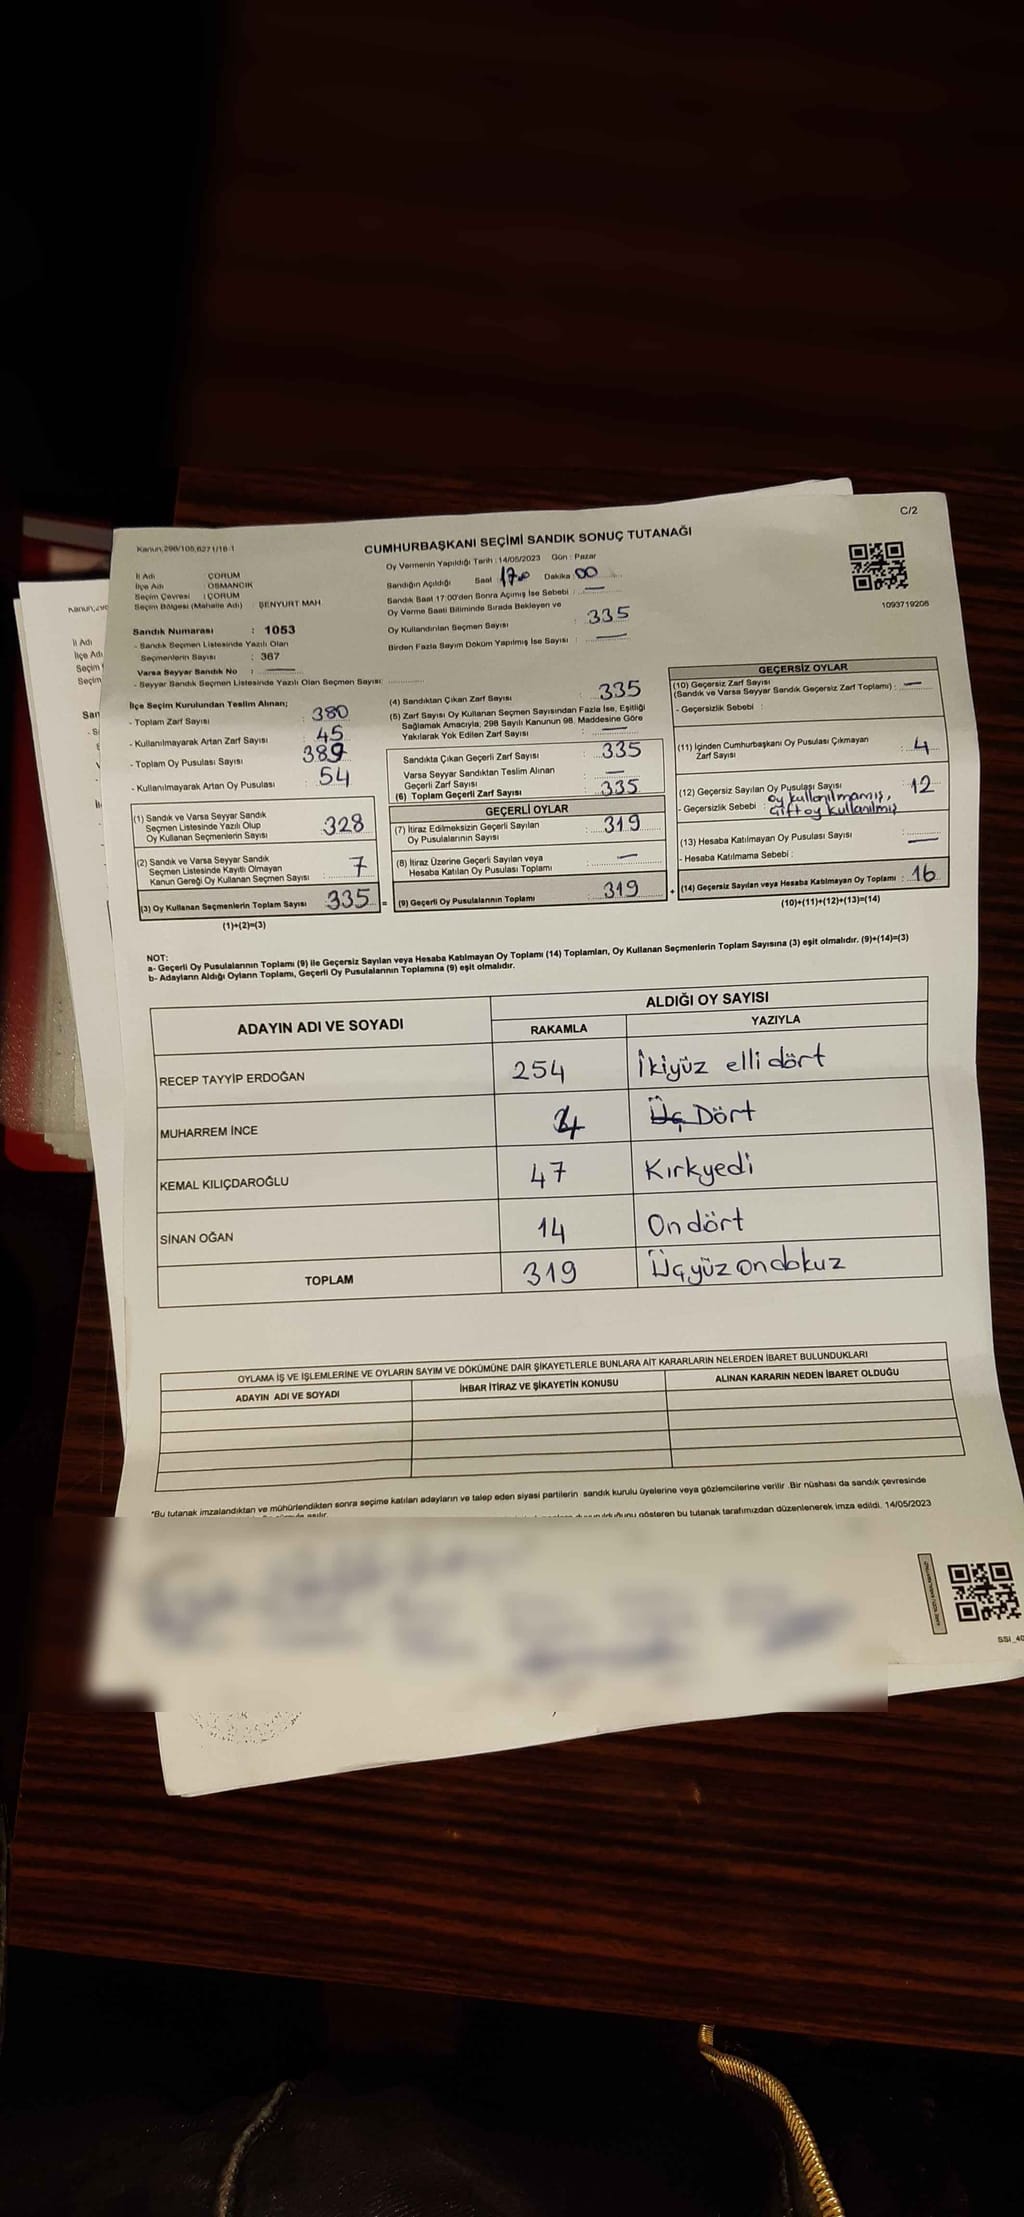 C/2
Kanun,298/105,6271/18-1
CUMHURBAŞKANI SEÇİMİ SANDIK SONUÇ TUTANAĞI
İl Adı : ÇORUM
İlçe Adı : OSMANCIK
Seçim Çevresi : ÇORUM
Seçim Bölgesi (Mahalle Adı) : ŞENYURT MAH
Oy Vermenin Yapıldığı Tarih : 14/05/2023 Gün : Pazar
Sandığın Açıldığı Saat 17:00 Dakika 00
Sandık Saat 17:00'den Sonra Açımış İse Sebebi : —
Oy Verme Saati Bitiminde Sırada Bekleyen ve
Oy Kullandırılan Seçmen Sayısı : 335
Birden Fazla Sayım Döküm Yapılmış İse Sayısı : —
1093719206
Sandık Numarası : 1053
- Sandık Seçmen Listesinde Yazılı Olan
Seçmenlerin Sayısı : 367
Varsa Seyyar Sandık No : —
- Seyyar Sandık Seçmen Listesinde Yazılı Olan Seçmen Sayısı:
İlçe Seçim Kurulundan Teslim Alınan;
- Toplam Zarf Sayısı : 380
- Kullanılmayarak Artan Zarf Sayısı : 45
- Toplam Oy Pusulası Sayısı : 389
- Kullanılmayarak Artan Oy Pusulası : 54
(1) Sandık ve Varsa Seyyar Sandık
Seçmen Listesinde Yazılı Olup
Oy Kullanan Seçmenlerin Sayısı : 328
(2) Sandık ve Varsa Seyyar Sandık
Seçmen Listesinde Kayıtlı Olmayan
Kanun Gereği Oy Kullanan Seçmen Sayısı : 7
(3) Oy Kullanan Seçmenlerin Toplam Sayısı : 335 =
(1)+(2)=(3)
(4) Sandıktan Çıkan Zarf Sayısı : 335
(5) Zarf Sayısı Oy Kullanan Seçmen Sayısından Fazla İse, Eşitliği
Sağlamak Amacıyla, 298 Sayılı Kanunun 98. Maddesine Göre
Yakılarak Yok Edilen Zarf Sayısı : —
Sandıkta Çıkan Geçerli Zarf Sayısı : 335
Varsa Seyyar Sandıktan Teslim Alınan
Geçerli Zarf Sayısı : —
(6) Toplam Geçerli Zarf Sayısı : 335
GEÇERLİ OYLAR
(7) İtiraz Edilmeksizin Geçerli Sayılan
Oy Pusulalarının Sayısı : 319
(8) İtiraz Üzerine Geçerli Sayılan veya
Hesaba Katılan Oy Pusulası Toplamı : —
(9) Geçerli Oy Pusulalarının Toplamı : 319 +
GEÇERSİZ OYLAR
(10) Geçersiz Zarf Sayısı
(Sandık ve Varsa Seyyar Sandık Geçersiz Zarf Toplamı) : —
- Geçersizlik Sebebi :
(11) İçinden Cumhurbaşkanı Oy Pusulası Çıkmayan
Zarf Sayısı : 4
(12) Geçersiz Sayılan Oy Pusulası Sayısı : 12
- Geçersizlik Sebebi : oy kullanılmamış,
çift oy kullanılmış
(13) Hesaba Katılmayan Oy Pusulası Sayısı : —
- Hesaba Katılmama Sebebi :
(14) Geçersiz Sayılan veya Hesaba Katılmayan Oy Toplamı : 16
(10)+(11)+(12)+(13)=(14)
NOT:
a- Geçerli Oy Pusulalarının Toplamı (9) ile Geçersiz Sayılan veya Hesaba Katılmayan Oy Toplamı (14) Toplamları, Oy Kullanan Seçmenlerin Toplam Sayısına (3) eşit olmalıdır. (9)+(14)=(3)
b- Adayların Aldığı Oyların Toplamı, Geçerli Oy Pusulalarının Toplamına (9) eşit olmalıdır.
ADAYIN ADI VE SOYADI
ALDIĞI OY SAYISI
RAKAMLA YAZIYLA
RECEP TAYYİP ERDOĞAN 254 İkiyüz elli dört
MUHARREM İNCE 4 Üç Dört
KEMAL KILIÇDAROĞLU 47 Kırkyedi
SİNAN OĞAN 14 On dört
TOPLAM 319 Üçyüz ondokuz
OYLAMA İŞ VE İŞLEMLERİNE VE OYLARIN SAYIM VE DÖKÜMÜNE DAİR ŞİKAYETLERLE BUNLARA AİT KARARLARIN NELERDEN İBARET BULUNDUKLARI
ADAYIN ADI VE SOYADI
İHBAR İTİRAZ VE ŞİKAYETİN KONUSU
ALINAN KARARIN NEDEN İBARET OLDUĞU
*Bu tutanak imzalandıktan ve mühürlendikten sonra seçime katılan adayların ve talep eden siyasi partilerin sandık kurulu üyelerine veya gözlemcilerine verilir. Bir nüshası da sandık çevresinde
gösteren bu tutanak tarafımızdan düzenlenerek imza edildi. 14/05/2023
SSI_40